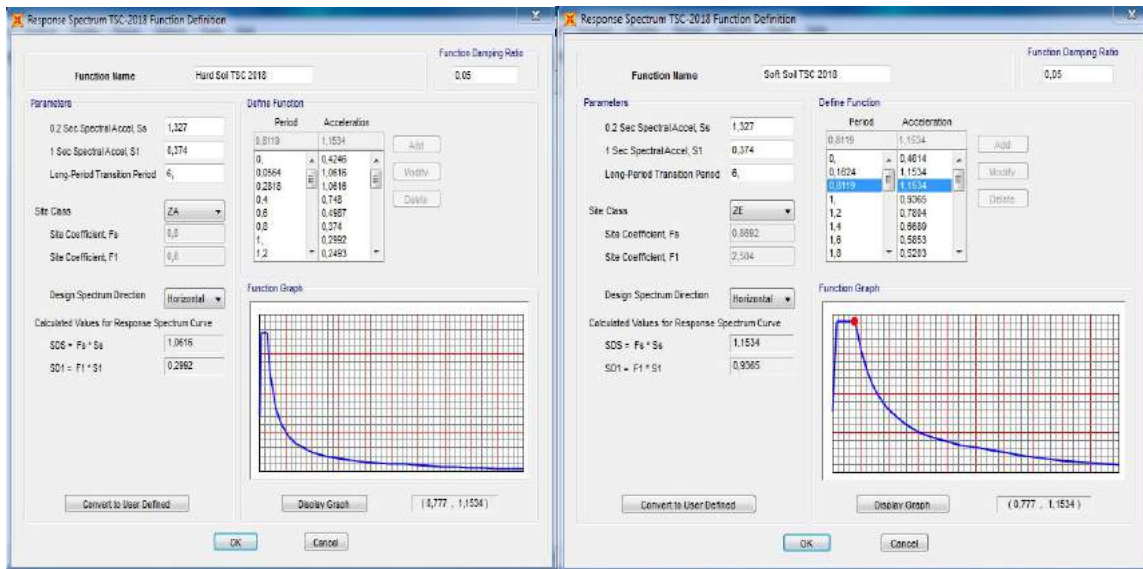 Response Spectrum TSC-2018 Function Definition
Function Damping Ratio
Function Name
Hard Soil TSC 2018
0,05
Parameters
0.2 Sec Spectral Accel, Ss
1,327
1 Sec Spectral Accel, S1
0,374
Long-Period Transition Period
6,
Site Class
ZA
Site Coefficient, Fs
0,8
Site Coefficient, F1
0,8
Design Spectrum Direction
Horizontal
Calculated Values for Response Spectrum Curve
SDS = Fs * Ss
1,0616
SD1 = F1 * S1
0,2992
Convert to User Defined
Define Function
Period Acceleration
0,8119 1,1534
0, 0,4246
0,0564 1,0616
0,2818 1,0616
0,4 0,748
0,6 0,4987
0,8 0,374
1, 0,2992
1,2 0,2493
Add
Modify
Delete
Function Graph
Display Graph
( 0,777 , 1,1534 )
OK
Cancel
Response Spectrum TSC-2018 Function Definition
Function Damping Ratio
Function Name
Soft Soil TSC 2018
0,05
Parameters
0.2 Sec Spectral Accel, Ss
1,327
1 Sec Spectral Accel, S1
0,374
Long-Period Transition Period
6,
Site Class
ZE
Site Coefficient, Fs
0,8692
Site Coefficient, F1
2,504
Design Spectrum Direction
Horizontal
Calculated Values for Response Spectrum Curve
SDS = Fs * Ss
1,1534
SD1 = F1 * S1
0,9365
Convert to User Defined
Define Function
Period Acceleration
0,8119 1,1534
0, 0,4614
0,1624 1,1534
0,8119 1,1534
1, 0,9365
1,2 0,7804
1,4 0,6689
1,6 0,5853
1,8 0,5203
Add
Modify
Delete
Function Graph
Display Graph
( 0,777 , 1,1534 )
OK
Cancel